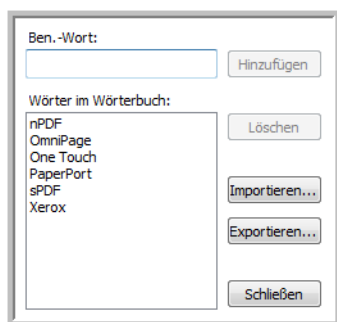 Ben.-Wort:
Hinzufügen
Wörter im Wörterbuch:
nPDF
OmniPage
One Touch
PaperPort
sPDF
Xerox
Löschen
Importieren...
Exportieren...
Schließen